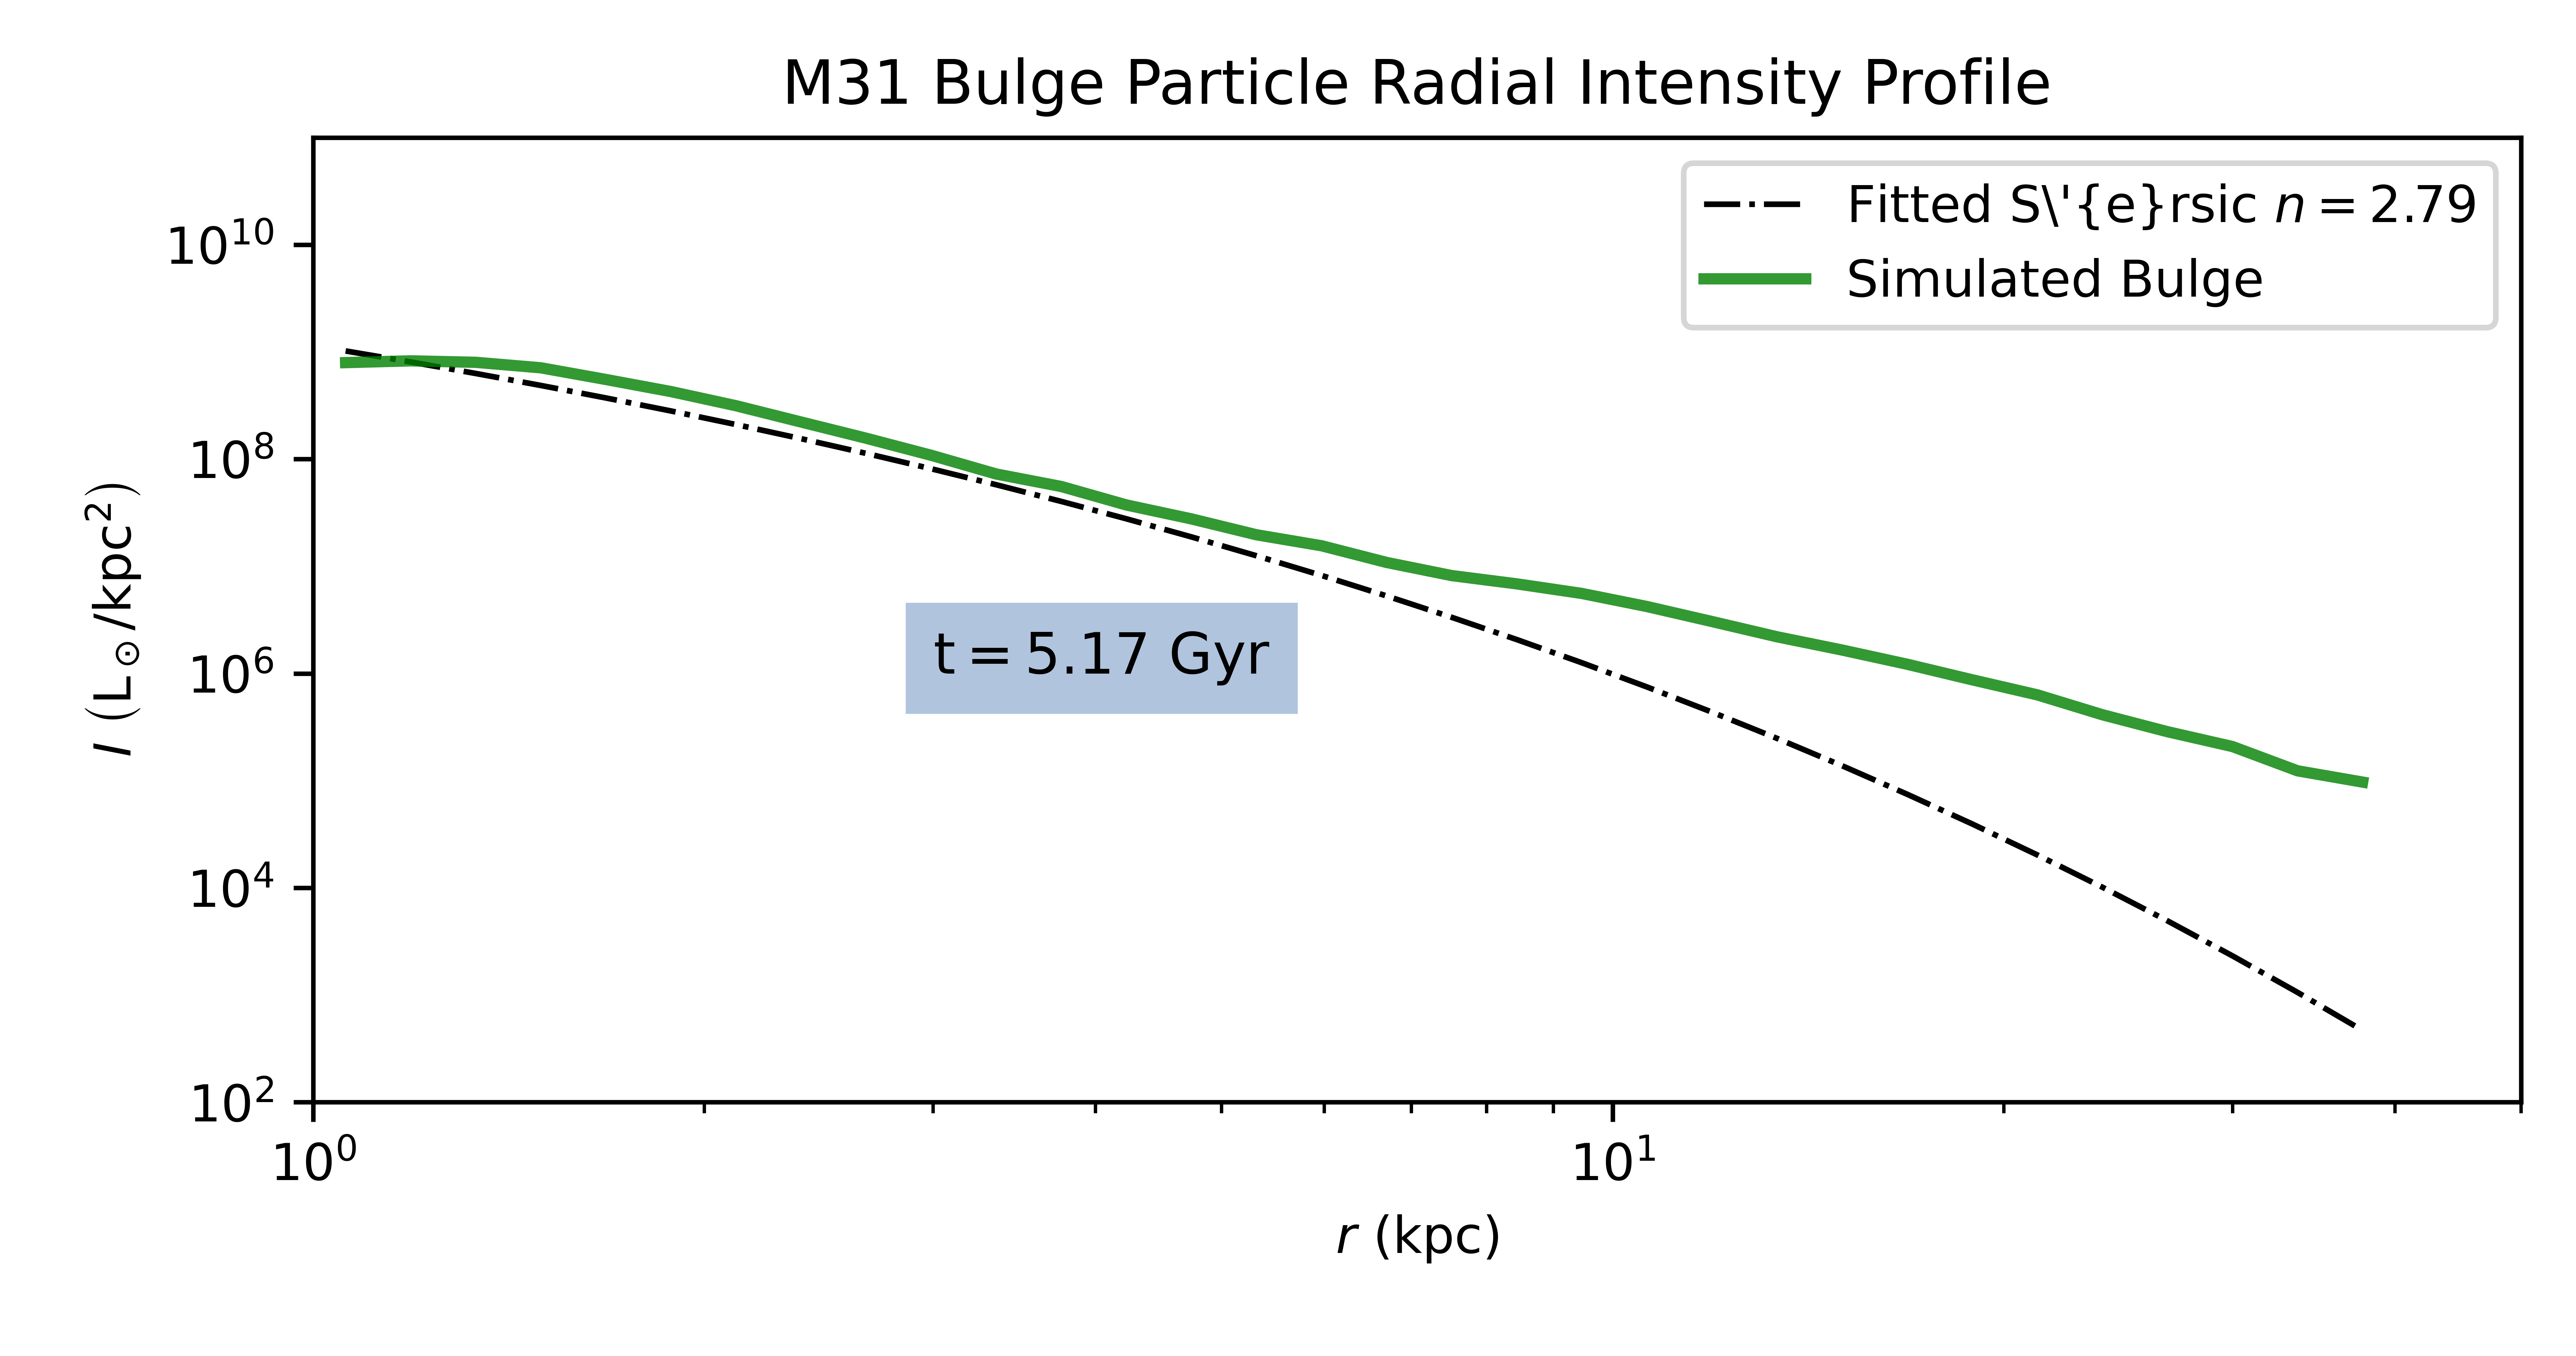 M31 Bulge Particle Radial Intensity Profile
Fitted S\'{e}rsic n = 2.79
Simulated Bulge
10¹⁰
10⁸
10⁶
10⁴
10²
I (L⊙/kpc²)
t = 5.17 Gyr
10⁰ 10¹
r (kpc)